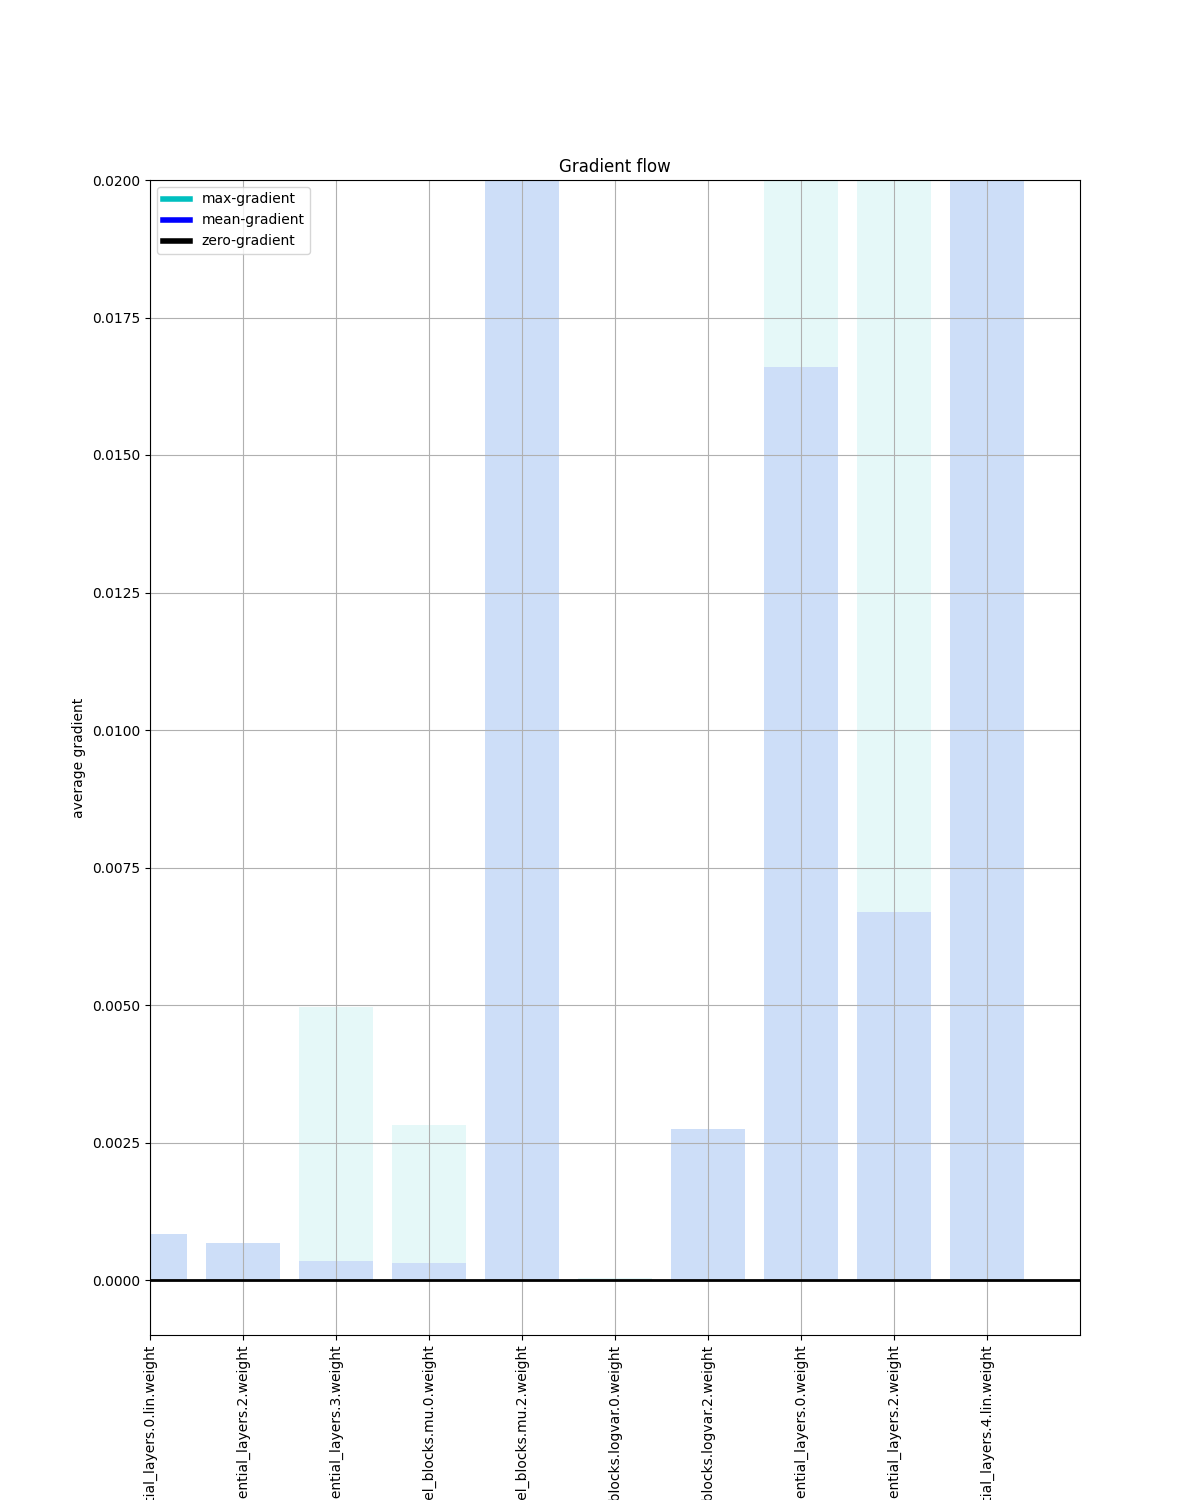 Gradient flow
max-gradient
mean-gradient
zero-gradient
average gradient
0.0200
0.0175
0.0150
0.0125
0.0100
0.0075
0.0050
0.0025
0.0000
tial_layers.0.lin.weight
ential_layers.2.weight
ential_layers.3.weight
el_blocks.mu.0.weight
el_blocks.mu.2.weight
blocks.logvar.0.weight
blocks.logvar.2.weight
ential_layers.0.weight
ential_layers.2.weight
tial_layers.4.lin.weight